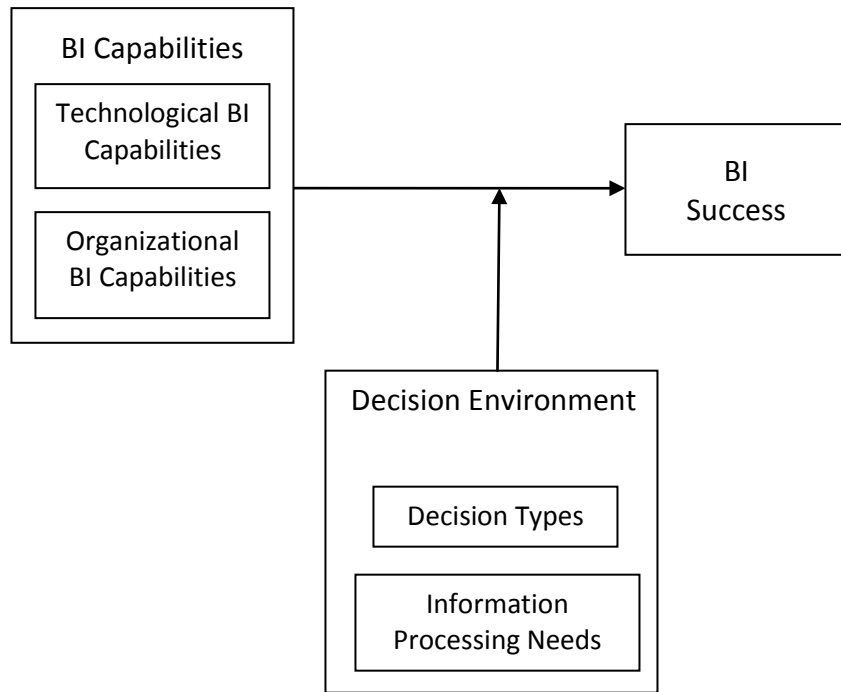 BI Capabilities
Technological BI
Capabilities
Organizational
BI Capabilities
BI
Success
Decision Environment
Decision Types
Information
Processing Needs